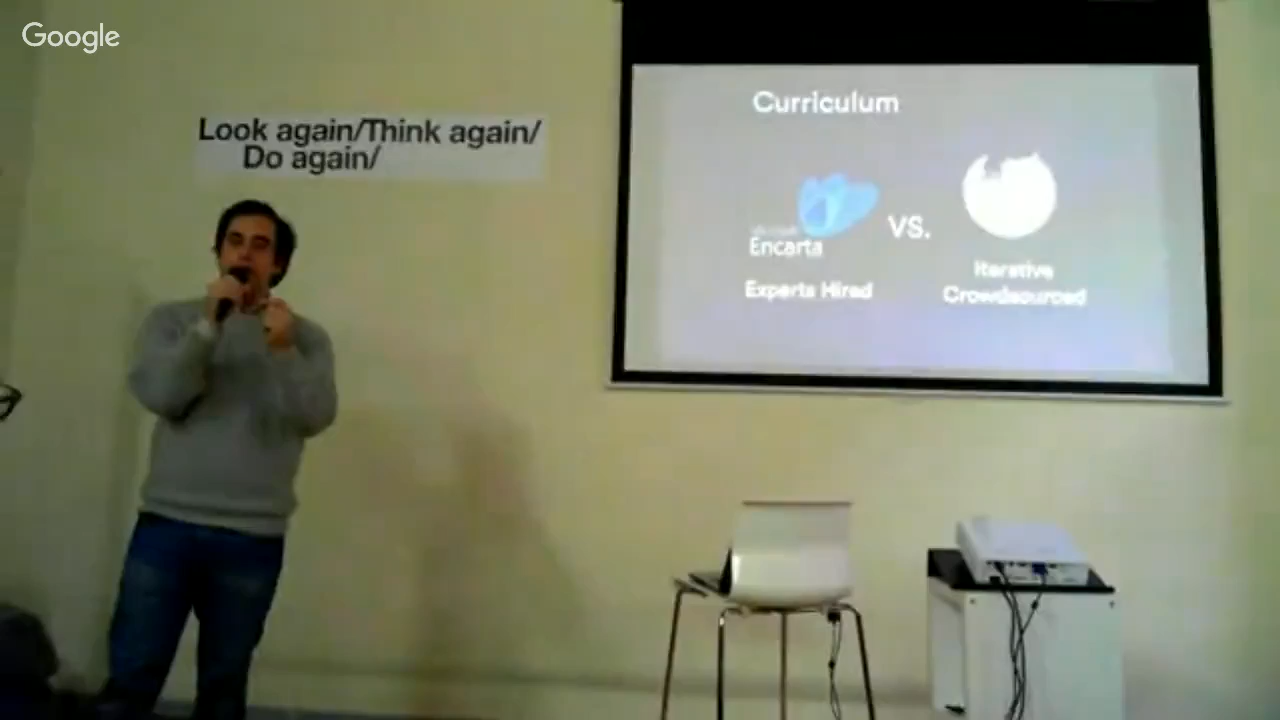 Google
Look again/Think again/
Do again/
Curriculum
Encarta
vs.
Experts Hired
Iterative
Crowdsourced